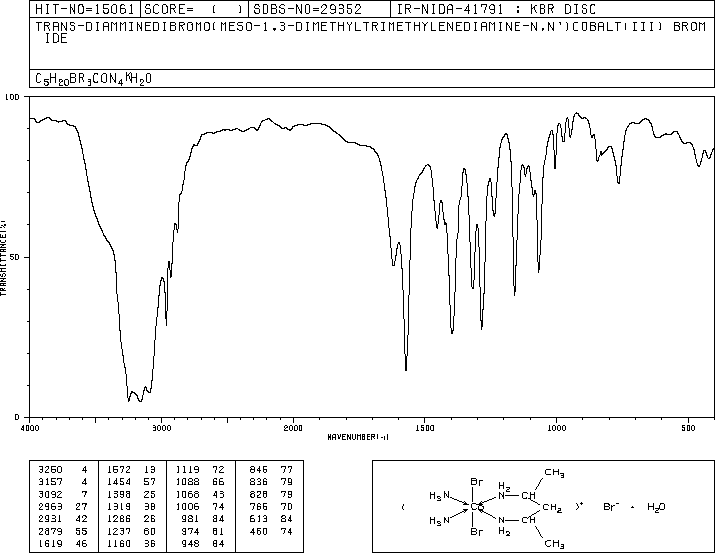 HIT-NO=15061 SCORE= ( ) SDBS-NO=29352 IR-NIDA-41791 : KBR DISC
TRANS-DIAMMINEDIBROMO(MESO-1,3-DIMETHYLTRIMETHYLENEDIAMINE-N,N')COBALT(III) BROM
IDE
C5H20BR3CON4*H2O
100
50
0
TRANSMITTANCE(%)
4000 3000 2000 1500 1000 500
WAVENUMBER(-1)
3260 4 1572 13 1119 72 846 77
3157 4 1454 57 1088 66 836 79
3092 7 1398 25 1068 43 828 79
2963 27 1319 38 1006 74 766 70
2931 42 1286 26 981 84 613 84
2879 55 1237 60 974 81 460 74
1619 46 1160 36 948 84
CH3
Br H2
H3N N CH
( Co CH2 )+ Br- · H2O
H3N N CH
Br H2
CH3